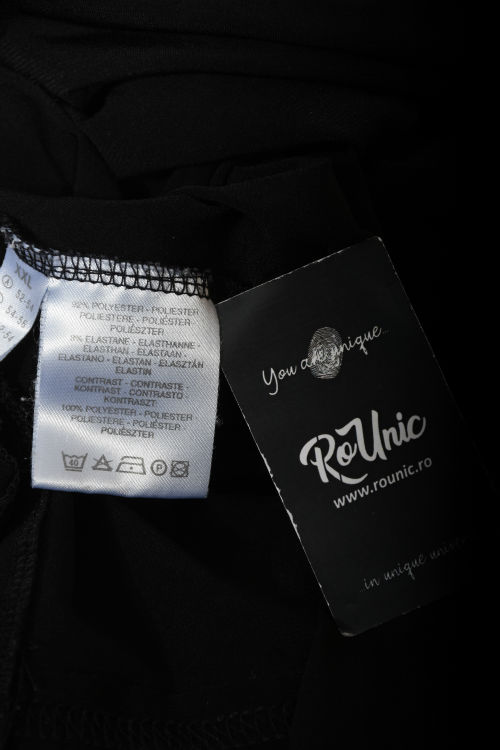 XXL
52-54
54-56
92% POLYESTER - POLIESTER
POLIESTERE - POLIÉSTER -
POLIÉSZTER
8% ELASTANE - ELASTHANNE -
ELASTHAN - ELASTAAN -
ELASTANO - ELASTAN - ELASZTÁN
ELASTIN
CONTRAST - CONTRASTE -
KONTRAST - CONTRASTO -
KONTRASZT:
100% POLYESTER - POLIESTER
POLIESTERE - POLIÉSTER -
POLIÉSZTER
40
P
You are unique...
RoUnic
www.rounic.ro
in unique